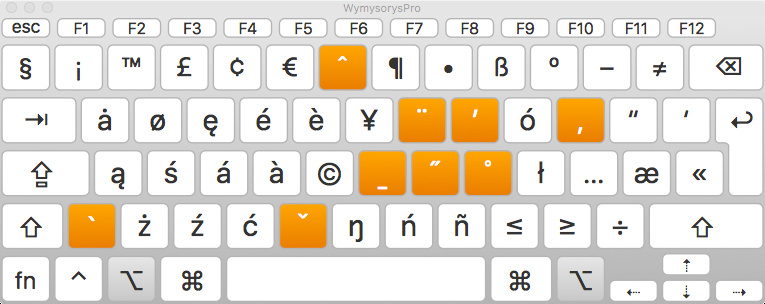 WymysorysPro
esc F1 F2 F3 F4 F5 F6 F7 F8 F9 F10 F11 F12
§ ¡ ™ £ ¢ € ˆ ¶ • ß º – ≠ ⌫
⇥ ȧ ø ę é è ¥ ¨ ʼ ó ‚ “ ‘ ↩
⇪ ą ś á à © _ ˝ ° ł … æ «
⇧ ` ż ź ć ˇ ŋ ń ñ ≤ ≥ ÷ ⇧
fn ^ ⌥ ⌘ ⌘ ⌥ ⇠ ⇡ ⇣ ⇢